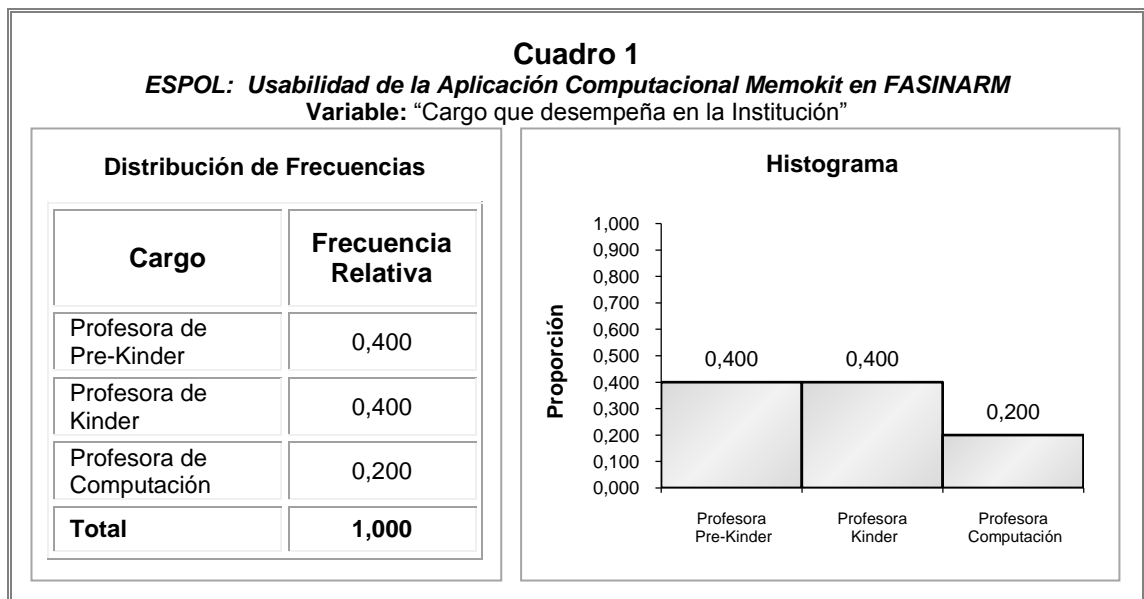 Cuadro 1
ESPOL: Usabilidad de la Aplicación Computacional Memokit en FASINARM
Variable: “Cargo que desempeña en la Institución”
Distribución de Frecuencias
Cargo
Frecuencia
Relativa
Profesora de
Pre-Kinder
0,400
Profesora de
Kinder
0,400
Profesora de
Computación
0,200
Total
1,000
Histograma
Proporción
1,000
0,900
0,800
0,700
0,600
0,500
0,400
0,300
0,200
0,100
0,000
0,400
0,400
0,200
Profesora
Pre-Kinder
Profesora
Kinder
Profesora
Computación